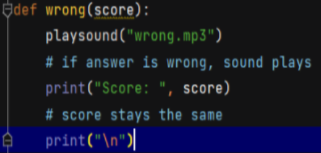 def wrong(score):
    playsound("wrong.mp3")
    # if answer is wrong, sound plays
    print("Score: ", score)
    # score stays the same
    print("\n")